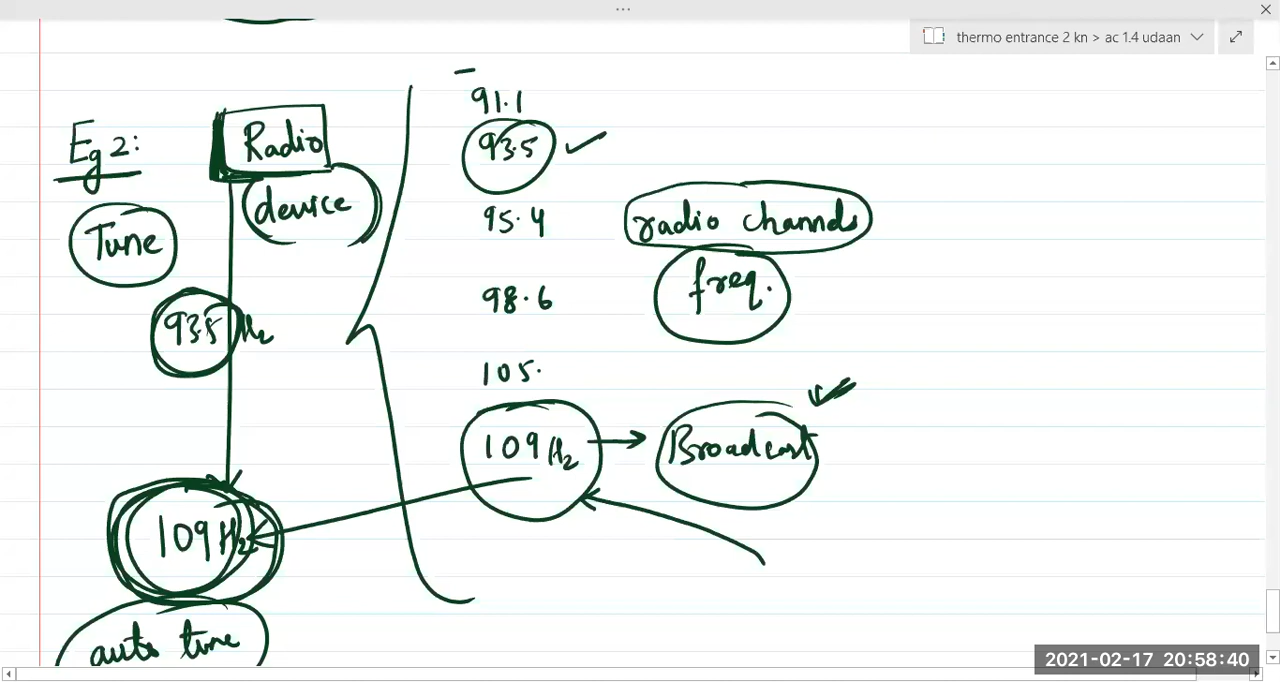 thermo entrance 2 kn > ac 1.4 udaan
Eg 2:
Radio
device
Tune
93.5 Hz
109 Hz
auto tune
91.1
93.5
95.4
98.6
105.
109 Hz
Broadcast
radio channels
freq.
2021-02-17 20:58:40